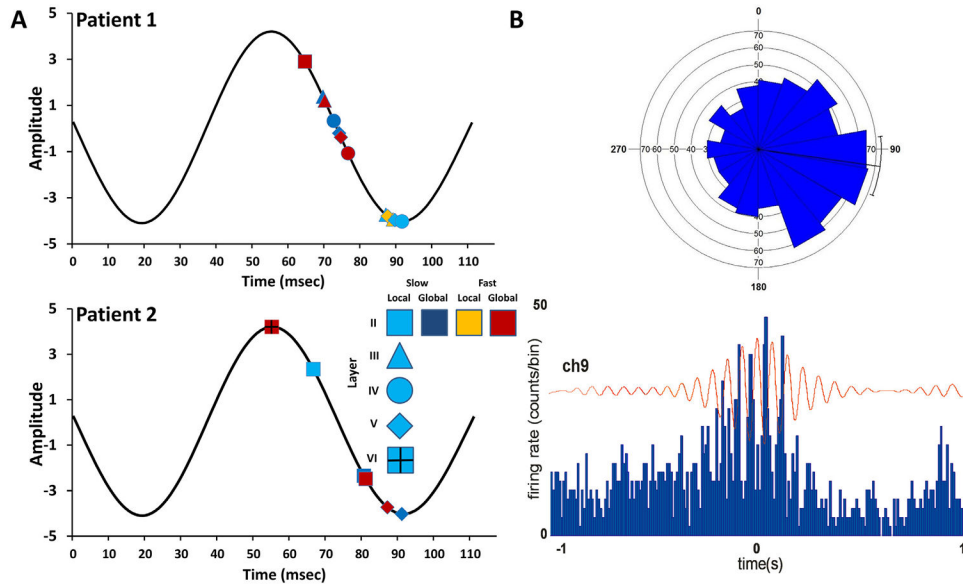 A
Patient 1
5
3
1
-1
-3
-5
Amplitude
0 10 20 30 40 50 60 70 80 90 100 110
Time (msec)
Patient 2
5
3
1
-1
-3
-5
Amplitude
0 10 20 30 40 50 60 70 80 90 100 110
Time (msec)
Slow Fast
Local Global Local Global
Layer
II
III
IV
V
VI
B
0
70
60
50
40
270 70 60 50 40 3 70 90
40
50
60
70
180
50
ch9
firing rate (counts/bin)
0
-1 0 1
time(s)